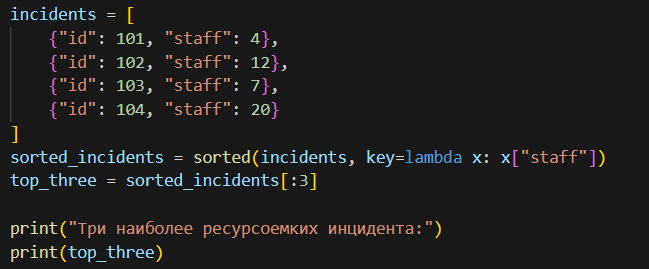 incidents = [
    {"id": 101, "staff": 4},
    {"id": 102, "staff": 12},
    {"id": 103, "staff": 7},
    {"id": 104, "staff": 20}
]
sorted_incidents = sorted(incidents, key=lambda x: x["staff"])
top_three = sorted_incidents[:3]

print("Три наиболее ресурсоемких инцидента:")
print(top_three)